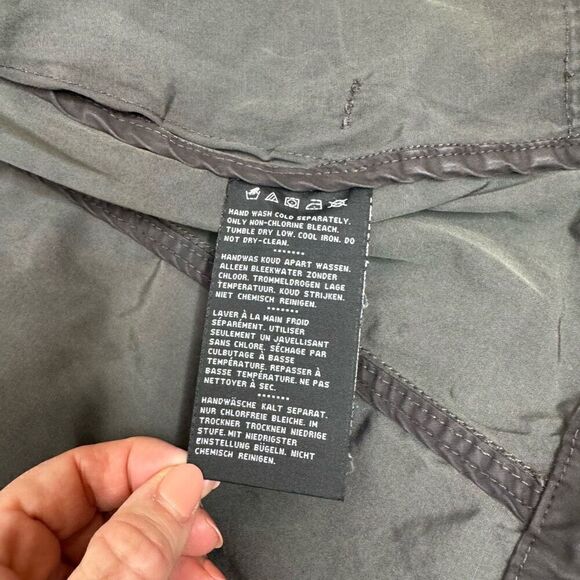 HAND WASH COLD SEPARATELY.
ONLY NON-CHLORINE BLEACH.
TUMBLE DRY LOW. COOL IRON. DO
NOT DRY-CLEAN.
•••••••
HANDWAS KOUD APART WASSEN.
ALLEEN BLEEKWATER ZONDER
CHLOOR. TROMMELDROGEN LAGE
TEMPERATUUR. KOUD STRIJKEN.
NIET CHEMISCH REINIGEN.
•••••••
LAVER À LA MAIN FROID
SÉPARÉMENT. UTILISER
SEULEMENT UN JAVELLISANT
SANS CHLORE. SÉCHAGE PAR
CULBUTAGE À BASSE
TEMPÉRATURE. REPASSER À
BASSE TEMPÉRATURE. NE PAS
NETTOYER À SEC.
•••••••
HANDWÄSCHE KALT SEPARAT.
NUR CHLORFREIE BLEICHE. IM
TROCKNER TROCKNEN NIEDRIGE
STUFE. MIT NIEDRIGSTER
EINSTELLUNG BÜGELN. NICHT
CHEMISCH REINIGEN.